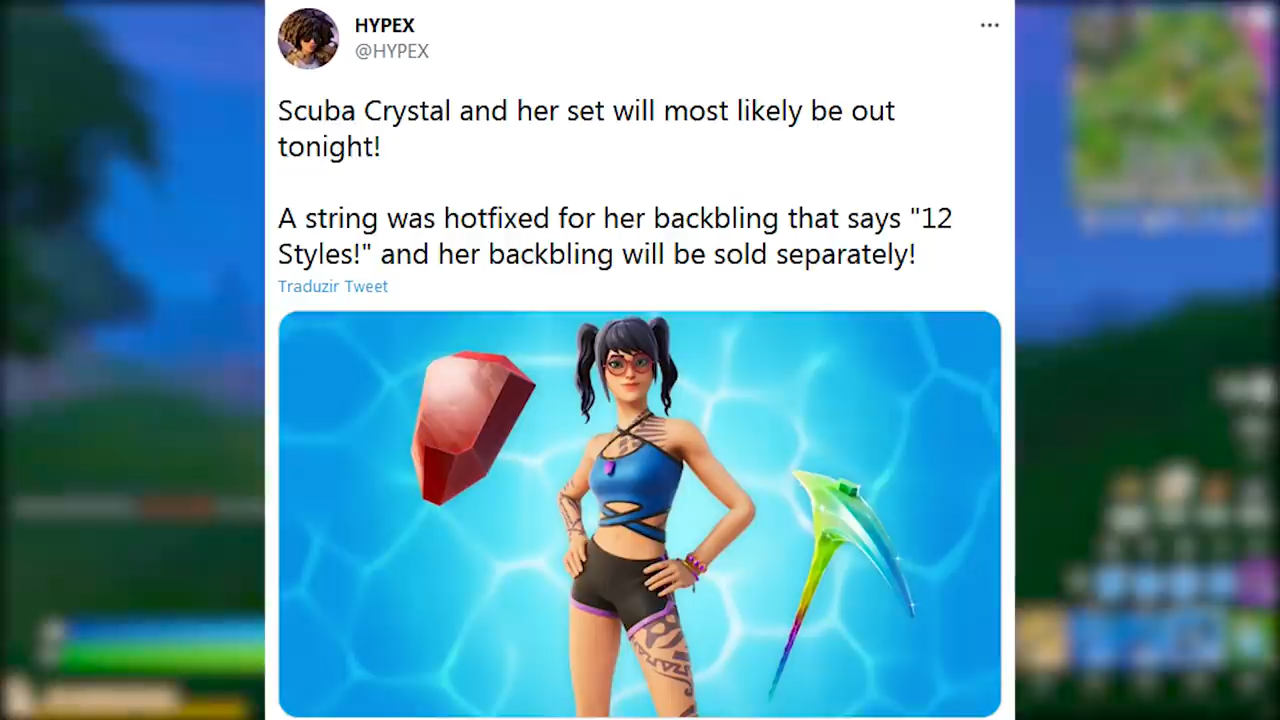 HYPEX
@HYPEX
Scuba Crystal and her set will most likely be out
tonight!
A string was hotfixed for her backbling that says "12
Styles!" and her backbling will be sold separately!
Traduzir Tweet